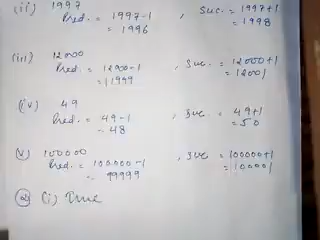 (ii) 1997
Pred. = 1997-1 , Suc. = 1997+1
= 1996 = 1998
(iii) 12000
Pred. = 12000-1 , Suc. = 12000+1
= 11999 = 12001
(iv) 49
Pred. = 49-1 , Suc. = 49+1
= 48 = 50
(v) 100000
Pred. = 100000-1 , Suc = 100000+1
= 99999 = 100001
② (i) True